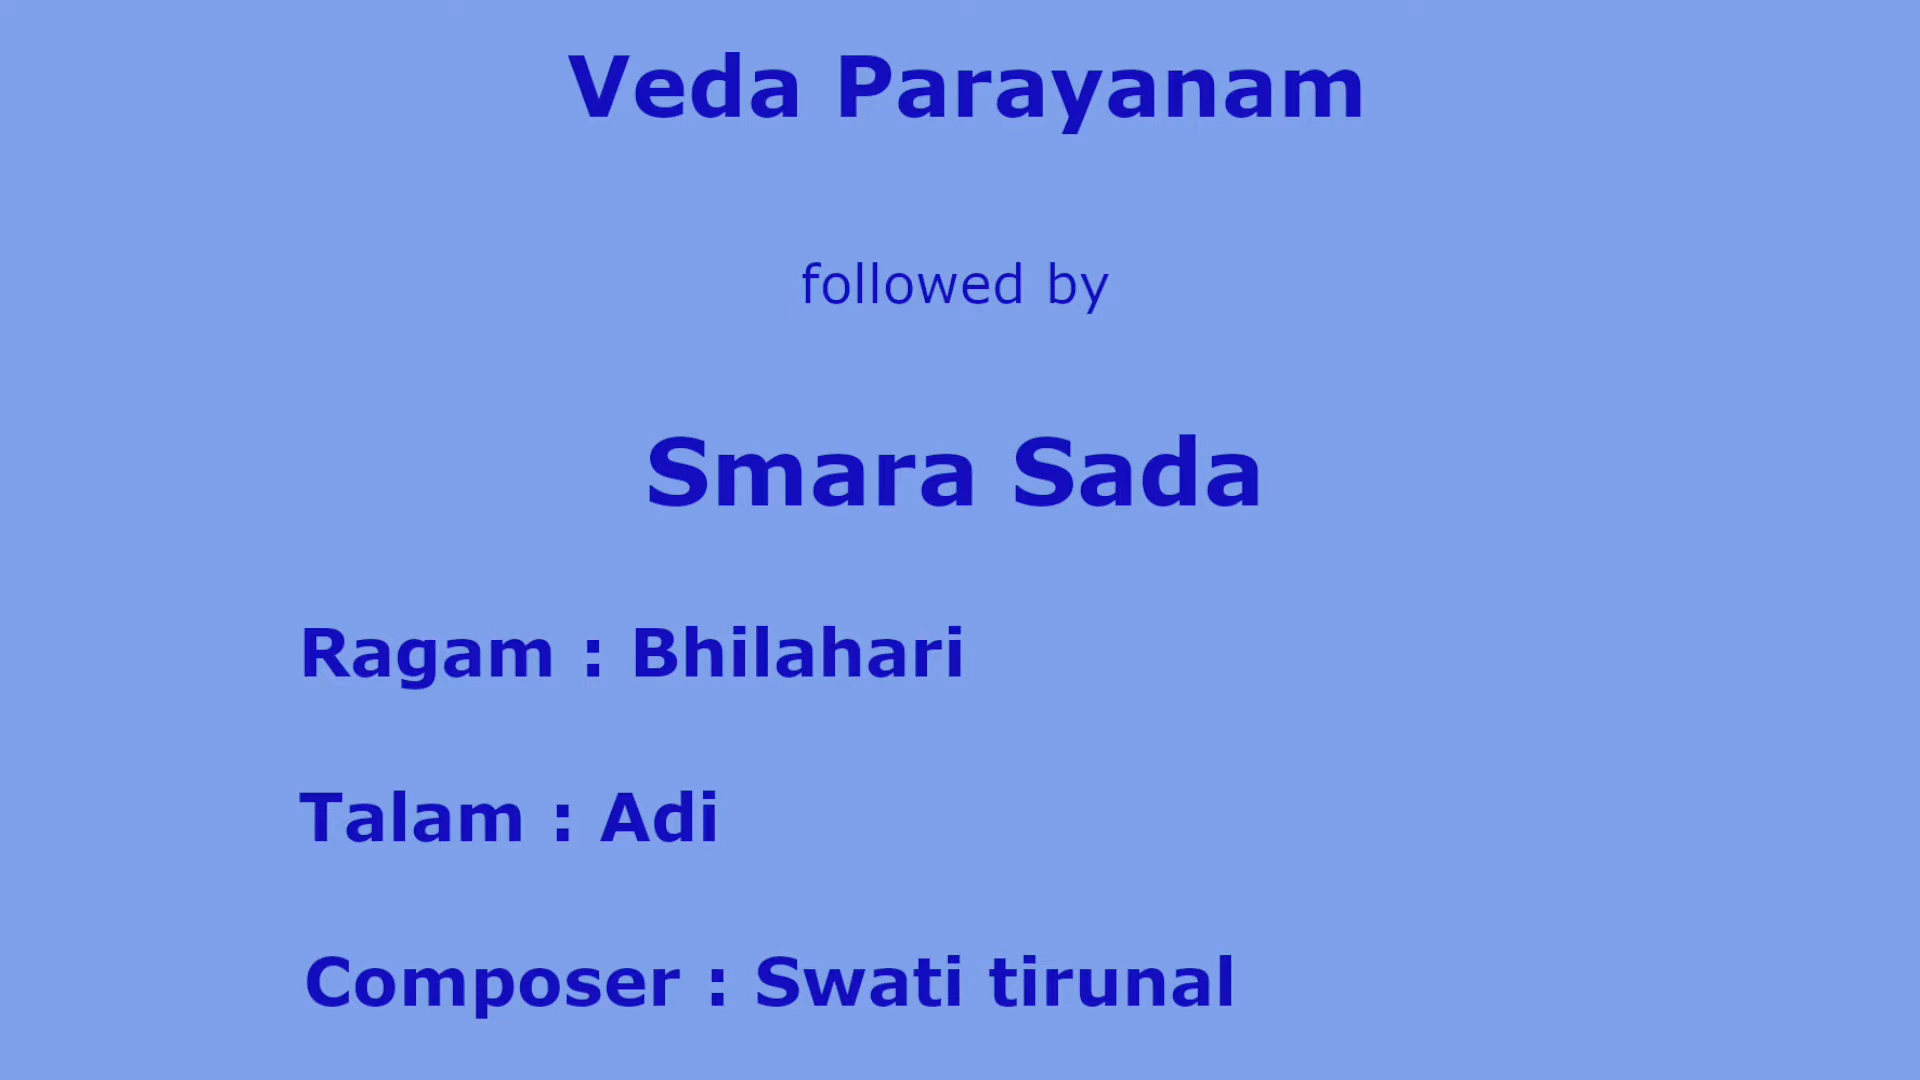 Veda Parayanam
followed by
Smara Sada
Ragam : Bhilahari
Talam : Adi
Composer : Swati tirunal